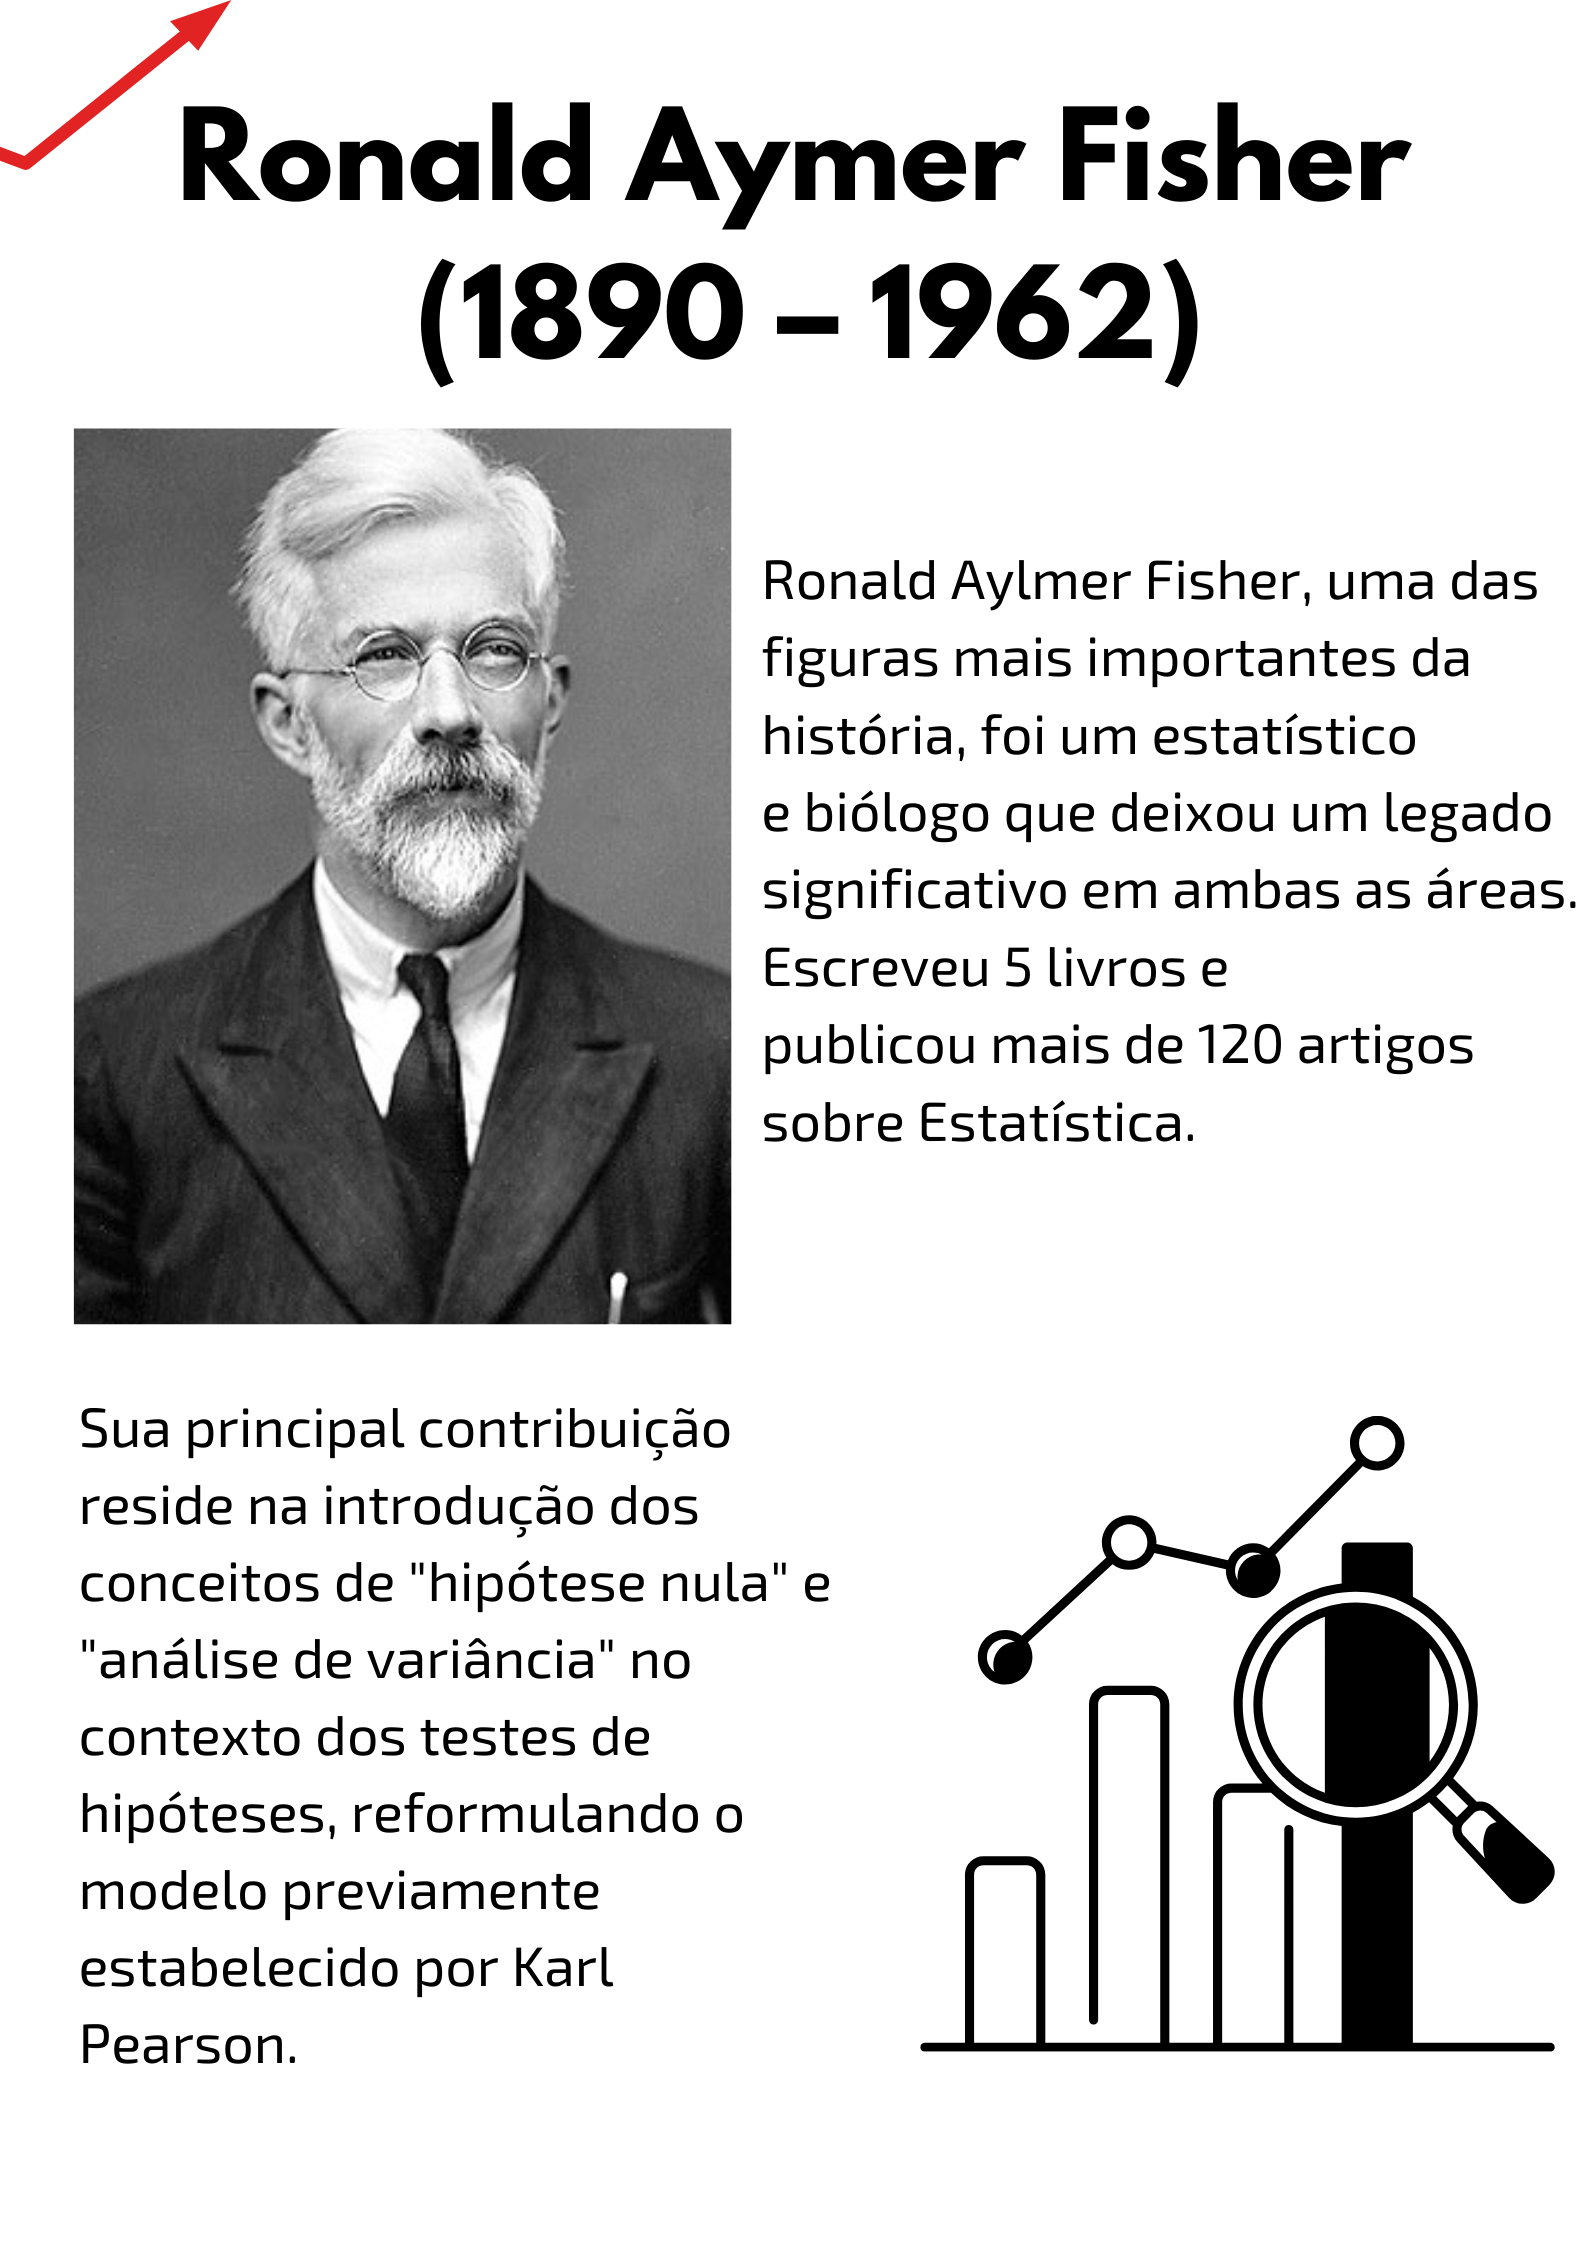 Ronald Aymer Fisher
(1890 – 1962)
Ronald Aylmer Fisher, uma das
figuras mais importantes da
história, foi um estatístico
e biólogo que deixou um legado
significativo em ambas as áreas.
Escreveu 5 livros e
publicou mais de 120 artigos
sobre Estatística.
Sua principal contribuição
reside na introdução dos
conceitos de "hipótese nula" e
"análise de variância" no
contexto dos testes de
hipóteses, reformulando o
modelo previamente
estabelecido por Karl
Pearson.